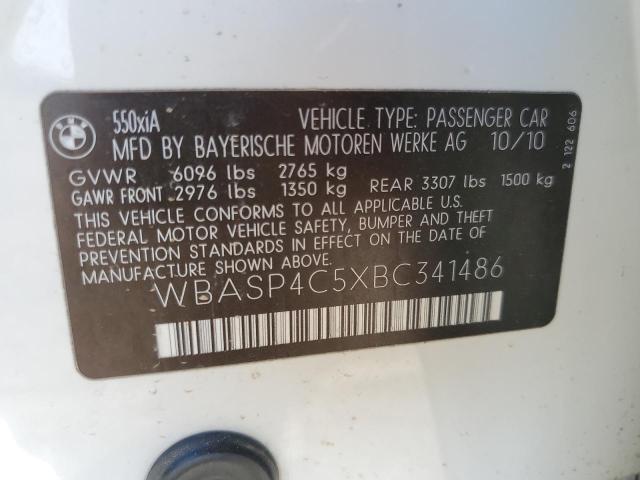 BMW
550xiA VEHICLE TYPE: PASSENGER CAR
MFD BY BAYERISCHE MOTOREN WERKE AG 10/10
GVWR 6096 lbs 2765 kg
GAWR FRONT 2976 lbs 1350 kg REAR 3307 lbs 1500 kg
THIS VEHICLE CONFORMS TO ALL APPLICABLE U.S.
FEDERAL MOTOR VEHICLE SAFETY, BUMPER AND THEFT
PREVENTION STANDARDS IN EFFECT ON THE DATE OF
MANUFACTURE SHOWN ABOVE.
WBASP4C5XBC341486
2 122 606